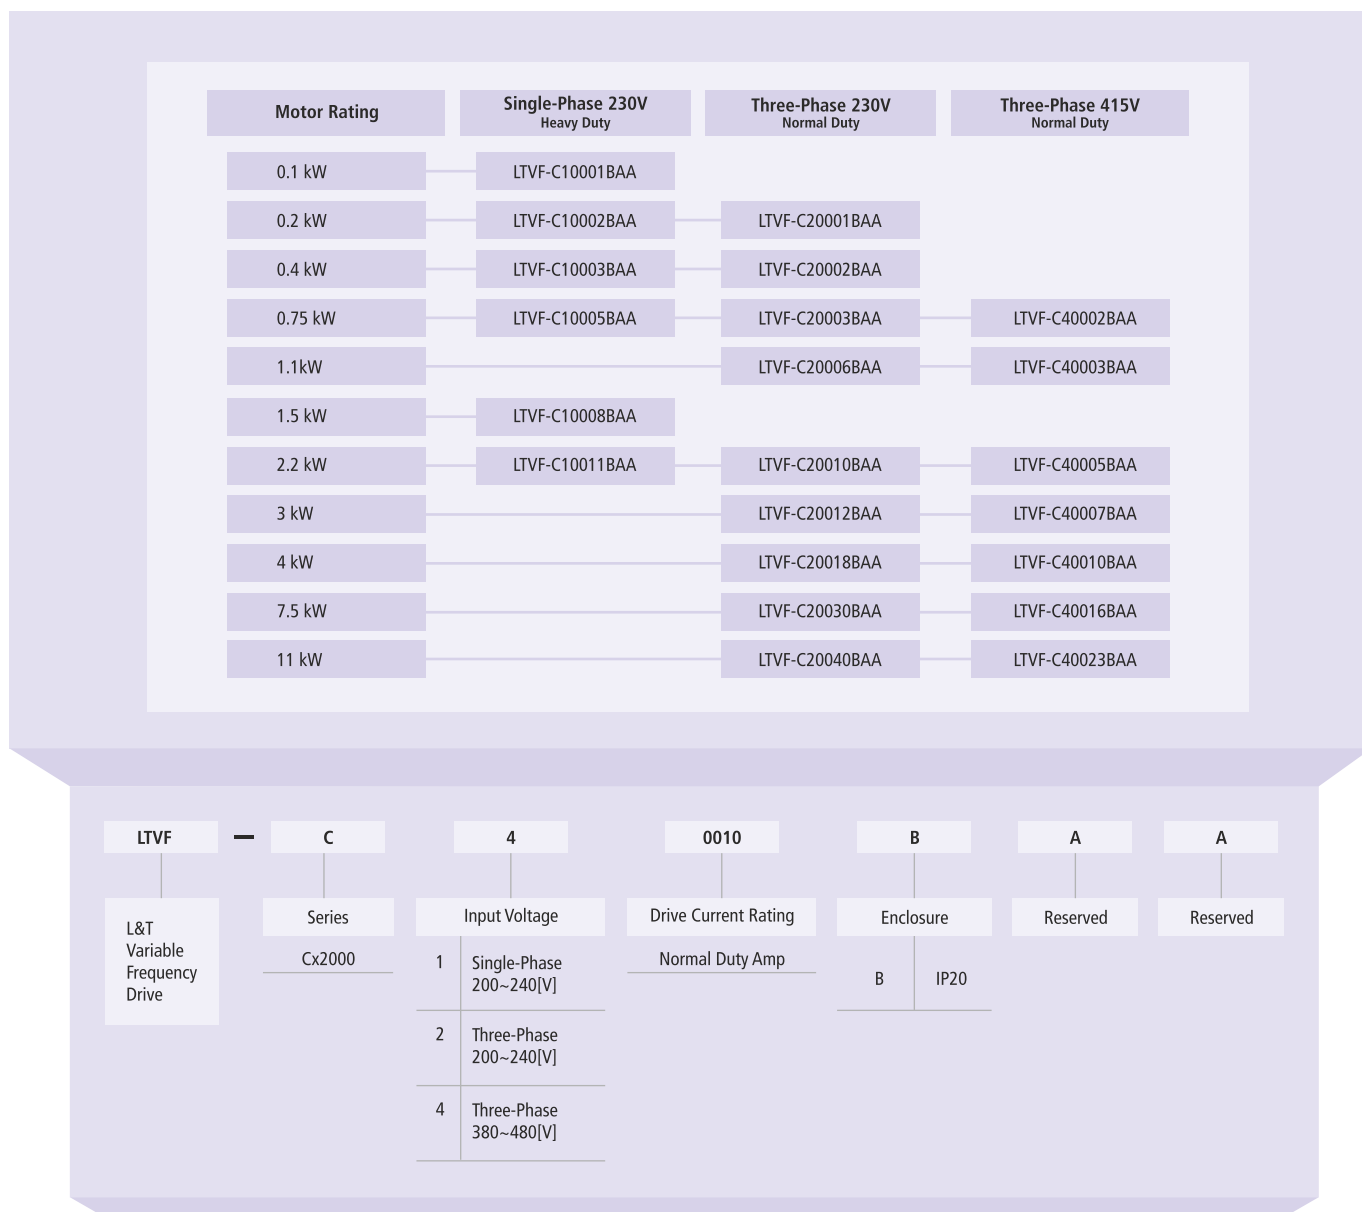 Motor Rating
Single-Phase 230V
Heavy Duty
Three-Phase 230V
Normal Duty
Three-Phase 415V
Normal Duty
0.1 kW LTVF-C10001BAA
0.2 kW LTVF-C10002BAA LTVF-C20001BAA
0.4 kW LTVF-C10003BAA LTVF-C20002BAA
0.75 kW LTVF-C10005BAA LTVF-C20003BAA LTVF-C40002BAA
1.1kW LTVF-C20006BAA LTVF-C40003BAA
1.5 kW LTVF-C10008BAA
2.2 kW LTVF-C10011BAA LTVF-C20010BAA LTVF-C40005BAA
3 kW LTVF-C20012BAA LTVF-C40007BAA
4 kW LTVF-C20018BAA LTVF-C40010BAA
7.5 kW LTVF-C20030BAA LTVF-C40016BAA
11 kW LTVF-C20040BAA LTVF-C40023BAA
LTVF – C 4 0010 B A A
L&T
Variable
Frequency
Drive
Series
Cx2000
Input Voltage
1 Single-Phase
200~240[V]
2 Three-Phase
200~240[V]
4 Three-Phase
380~480[V]
Drive Current Rating
Normal Duty Amp
Enclosure
B IP20
Reserved
Reserved